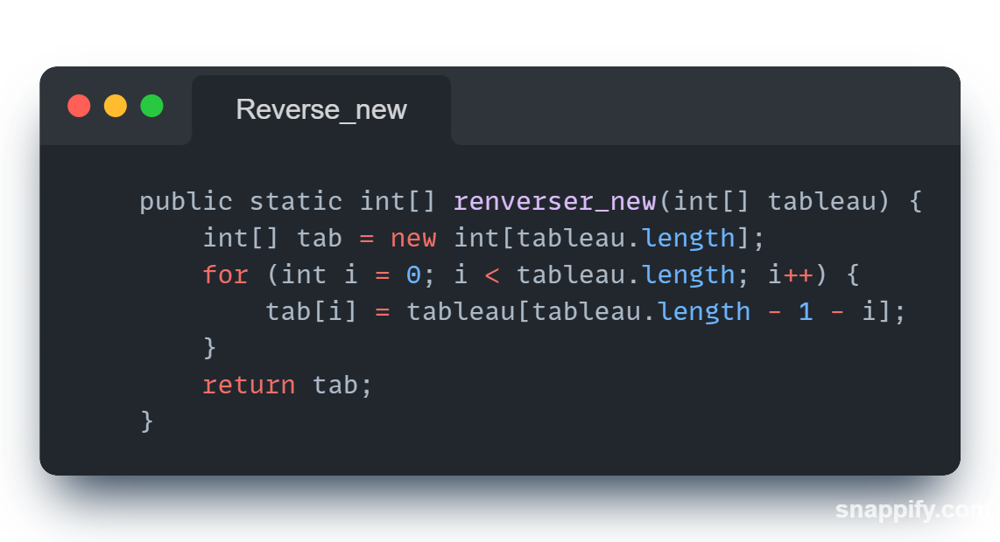 Reverse_new
public static int[] renverser_new(int[] tableau) {
    int[] tab = new int[tableau.length];
    for (int i = 0; i < tableau.length; i++) {
        tab[i] = tableau[tableau.length - 1 - i];
    }
    return tab;
}
snappify.com